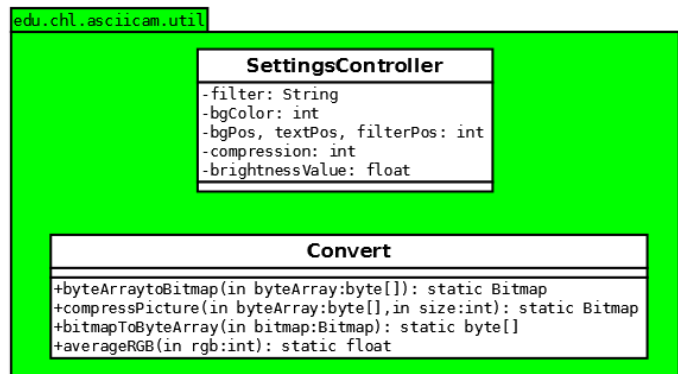 edu.chl.asciicam.util
SettingsController
-filter: String
-bgColor: int
-bgPos, textPos, filterPos: int
-compression: int
-brightnessValue: float
Convert
+byteArraytoBitmap(in byteArray:byte[]): static Bitmap
+compressPicture(in byteArray:byte[],in size:int): static Bitmap
+bitmapToByteArray(in bitmap:Bitmap): static byte[]
+averageRGB(in rgb:int): static float